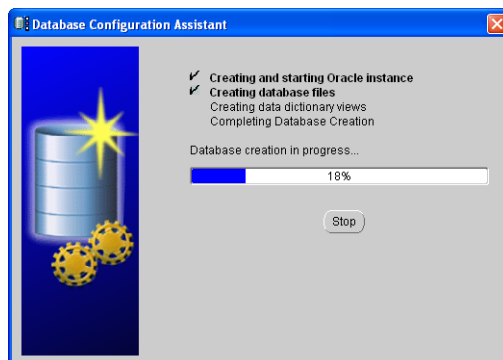 Database Configuration Assistant
Creating and starting Oracle instance
Creating database files
Creating data dictionary views
Completing Database Creation
Database creation in progress...
18%
Stop